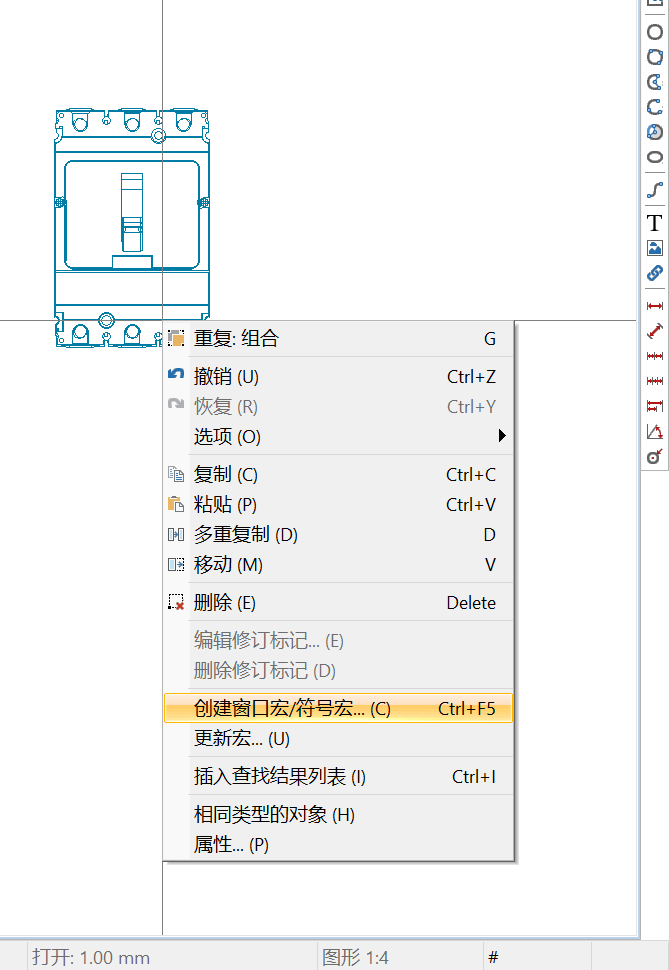 T
重复: 组合 G
撤销 (U) Ctrl+Z
恢复 (R) Ctrl+Y
选项 (O)
复制 (C) Ctrl+C
粘贴 (P) Ctrl+V
多重复制 (D) D
移动 (M) V
删除 (E) Delete
编辑修订标记... (E)
删除修订标记 (D)
创建窗口宏/符号宏... (C) Ctrl+F5
更新宏... (U)
插入查找结果列表 (I) Ctrl+I
相同类型的对象 (H)
属性... (P)
打开: 1.00 mm 图形 1:4 #